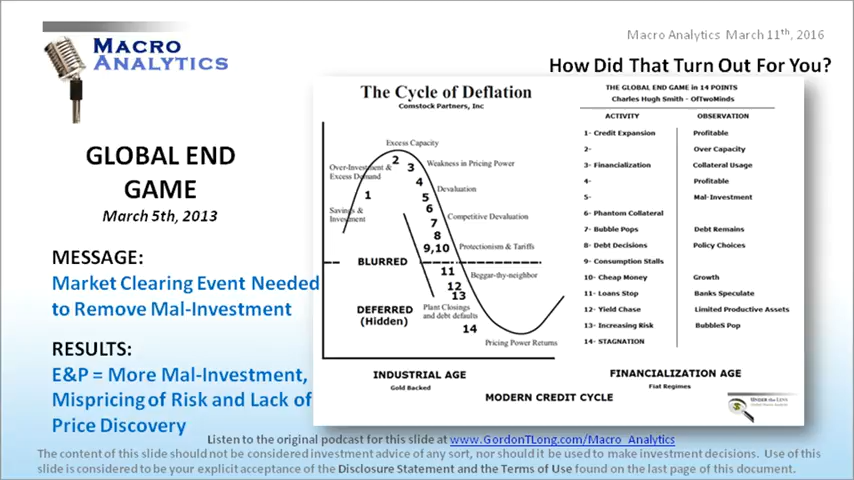 Macro Analytics March 11th, 2016
MACRO
ANALYTICS
How Did That Turn Out For You?
GLOBAL END
GAME
March 5th, 2013
MESSAGE:
Market Clearing Event Needed
to Remove Mal-Investment
RESULTS:
E&P = More Mal-Investment,
Mispricing of Risk and Lack of
Price Discovery
The Cycle of Deflation
Comstock Partners, Inc
Excess Capacity
Over-Investment &
Excess Demand
Savings &
Investment
1
2
3
Weakness in Pricing Power
4
Devaluation
5
6
7
Competitive Devaluation
8
9,10
Protectionism & Tariffs
BLURRED
11
Beggar-thy-neighbor
12
13
DEFERRED
(Hidden)
Plant Closings
and debt defaults
14
Pricing Power Returns
INDUSTRIAL AGE
Gold Backed
MODERN CREDIT CYCLE
THE GLOBAL END GAME in 14 POINTS
Charles Hugh Smith - OfTwoMinds
ACTIVITY OBSERVATION
1- Credit Expansion Profitable
2- Over Capacity
3- Financialization Collateral Usage
4- Profitable
5- Mal-Investment
6- Phantom Collateral
7- Bubble Pops Debt Remains
8- Debt Decisions Policy Choices
9- Consumption Stalls
10- Cheap Money Growth
11- Loans Stop Banks Speculate
12- Yield Chase Limited Productive Assets
13- Increasing Risk BubbleS Pop
14- STAGNATION
FINANCIALIZATION AGE
Fiat Regimes
Listen to the original podcast for this slide at www.GordonTLong.com/Macro_Analytics
The content of this slide should not be considered investment advice of any sort, nor should it be used to make investment decisions. Use of this
slide is considered to be your explicit acceptance of the Disclosure Statement and the Terms of Use found on the last page of this document.